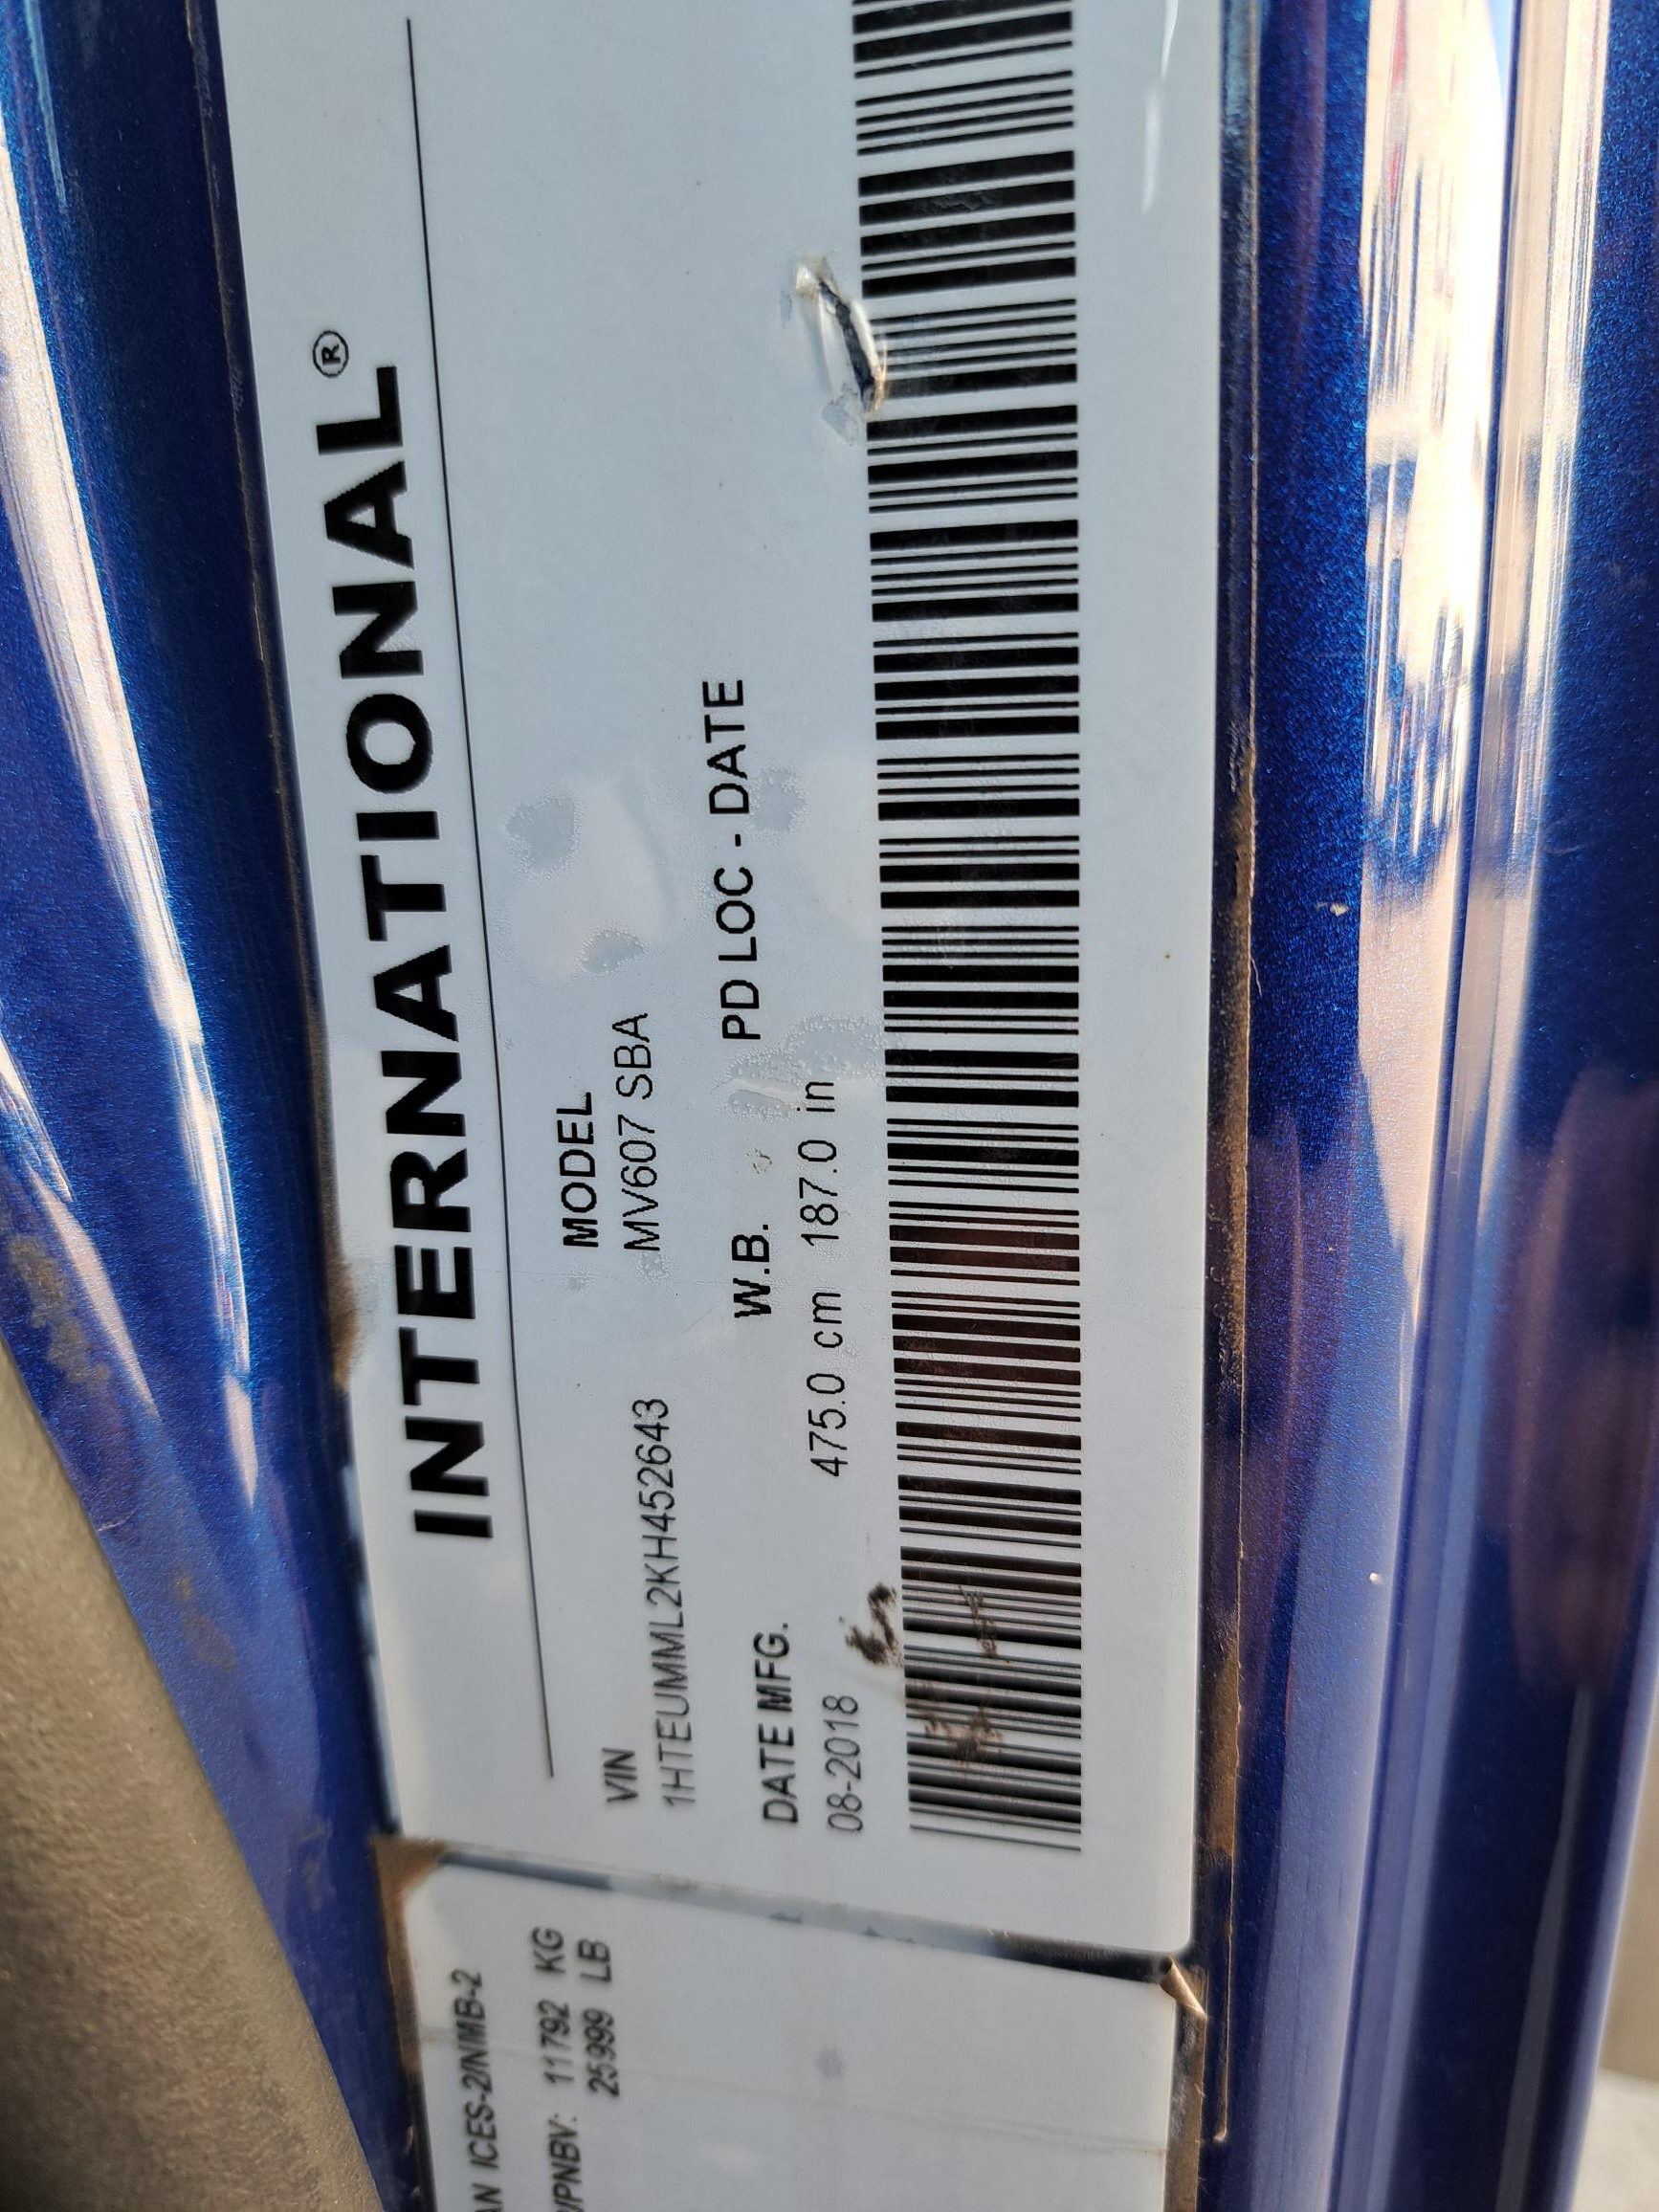 INTERNATIONAL®
VIN MODEL
1HTEUMML2KH452643 MV607 SBA
DATE MFG. W.B. PD LOC - DATE
08-2018 475.0 cm 187.0 in
ICES-2/NMB-2
/PNBV: 11792 KG
25999 LB